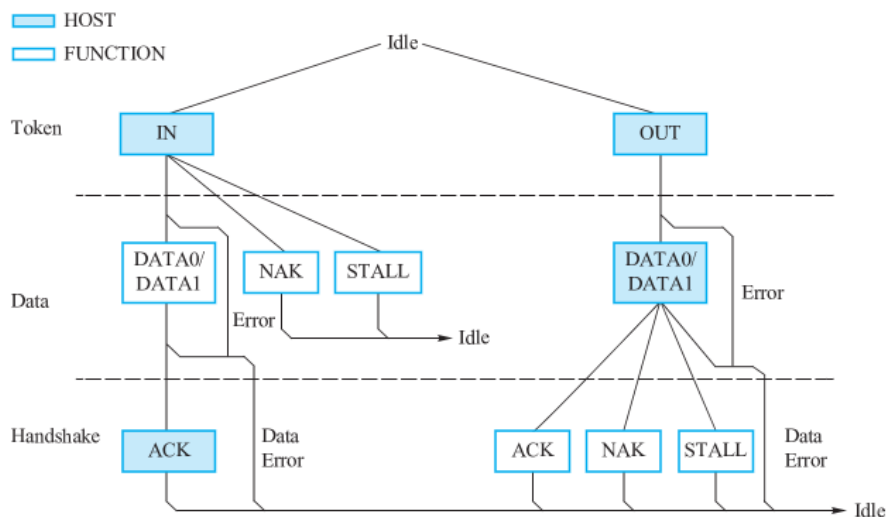 HOST
FUNCTION
Idle
Token
IN
OUT
DATA0/
DATA1
NAK
STALL
DATA0/
DATA1
Data
Error
Error
Idle
Handshake
ACK
Data
Error
ACK
NAK
STALL
Data
Error
Idle